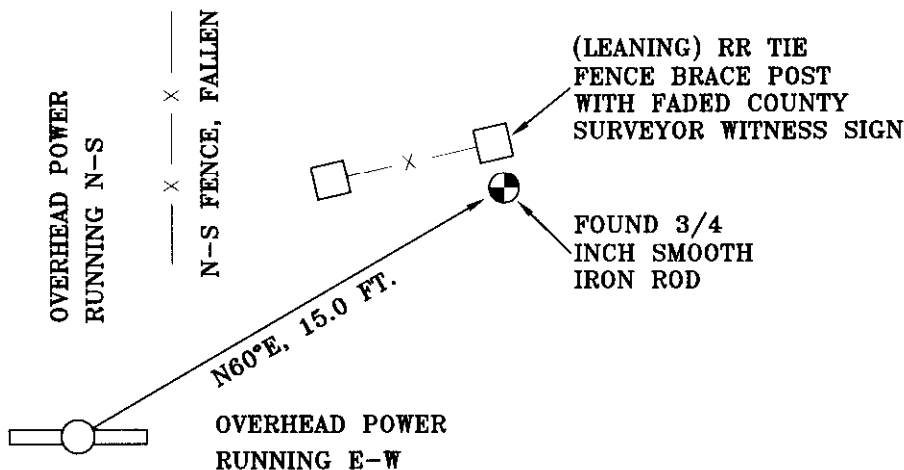 OVERHEAD POWER
RUNNING N-S
N-S FENCE, FALLEN
X
X
X
(LEANING) RR TIE
FENCE BRACE POST
WITH FADED COUNTY
SURVEYOR WITNESS SIGN
FOUND 3/4
INCH SMOOTH
IRON ROD
N60°E, 15.0 FT.
OVERHEAD POWER
RUNNING E-W